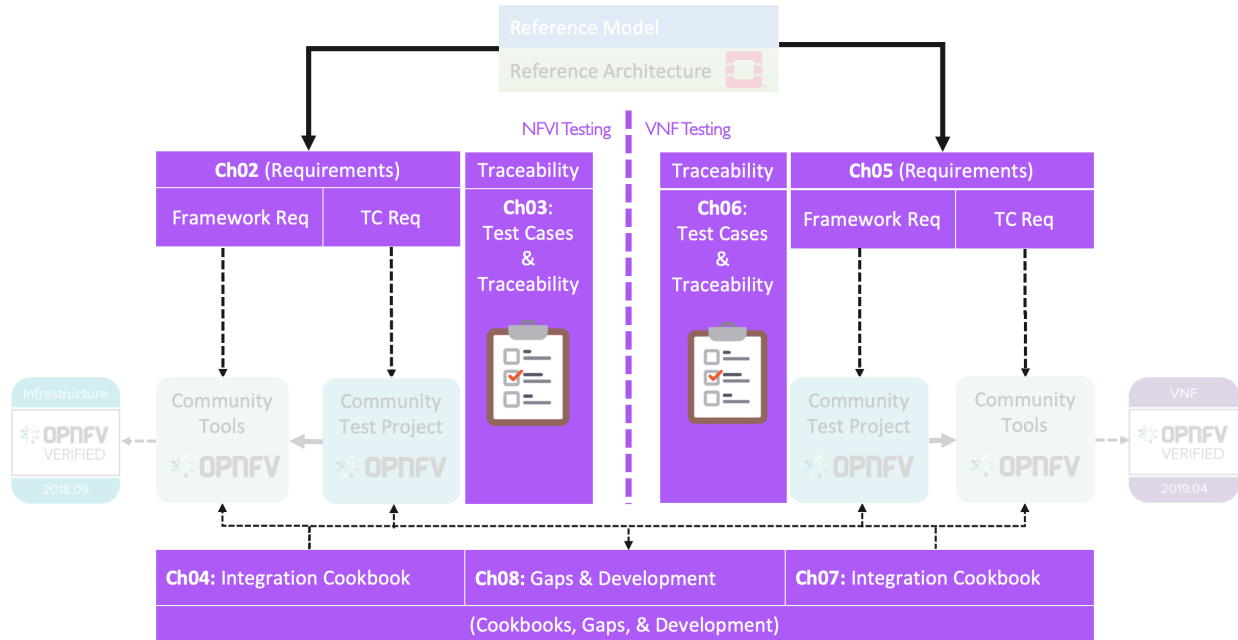 Reference Model
Reference Architecture
NFVI Testing
VNF Testing
Ch02 (Requirements)
Framework Req
TC Req
Traceability
Ch03:
Test Cases
&
Traceability
Traceability
Ch06:
Test Cases
&
Traceability
Ch05 (Requirements)
Framework Req
TC Req
Infrastructure
OPNFV
VERIFIED
2018.09
Community
Tools
OPNFV
Community
Test Project
OPNFV
Community
Test Project
OPNFV
Community
Tools
OPNFV
VNF
OPNFV
VERIFIED
2019.04
Ch04: Integration Cookbook
Ch08: Gaps & Development
Ch07: Integration Cookbook
(Cookbooks, Gaps, & Development)